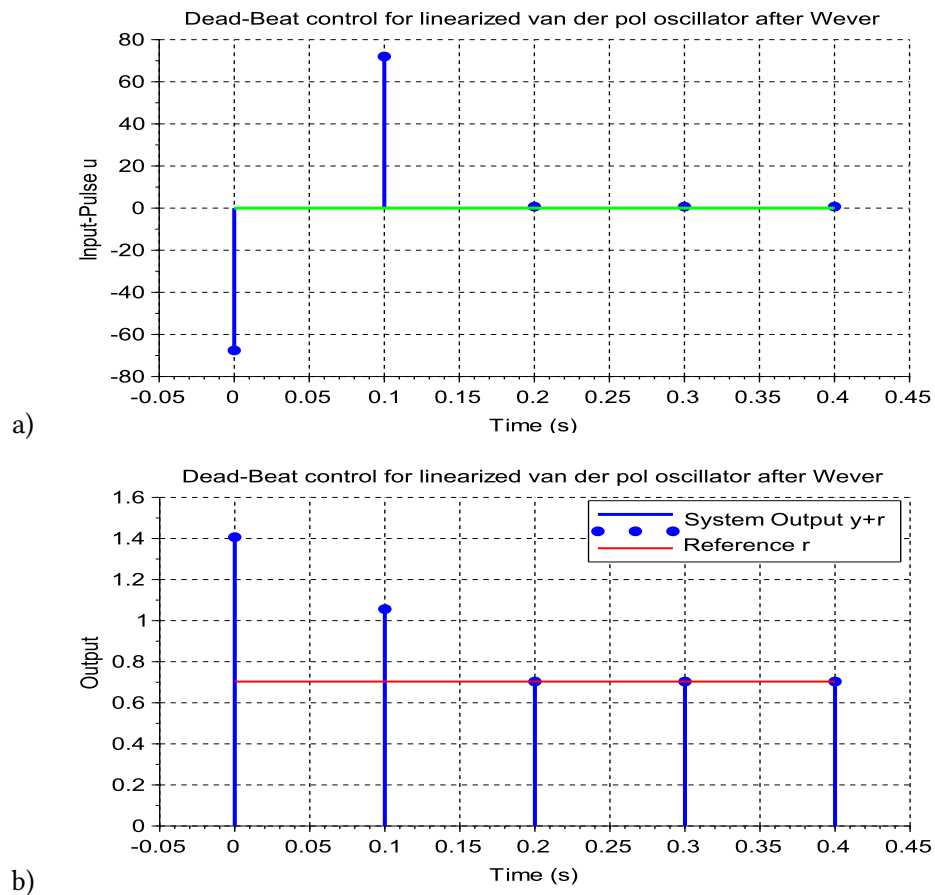 Dead-Beat control for linearized van der pol oscillator after Wever
80
60
40
20
0
-20
-40
-60
-80
Input-Pulse u
-0.05 0 0.05 0.1 0.15 0.2 0.25 0.3 0.35 0.4 0.45
Time (s)
a)
Dead-Beat control for linearized van der pol oscillator after Wever
1.6
1.4
1.2
1
0.8
0.6
0.4
0.2
0
Output
System Output y+r
Reference r
-0.05 0 0.05 0.1 0.15 0.2 0.25 0.3 0.35 0.4 0.45
Time (s)
b)